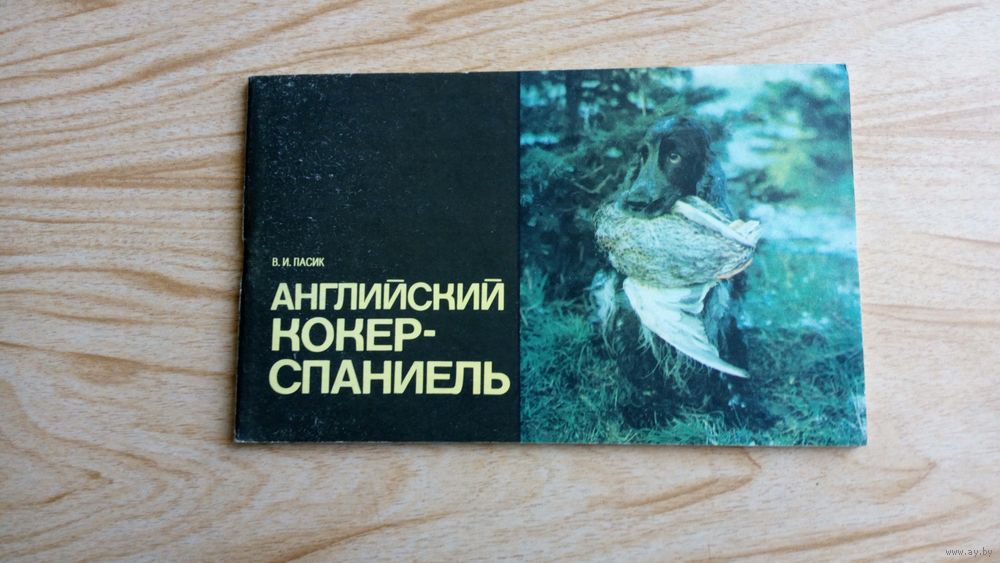 В. И. ПАСИК
АНГЛИЙСКИЙ
КОКЕР-
СПАНИЕЛЬ
www.ay.by